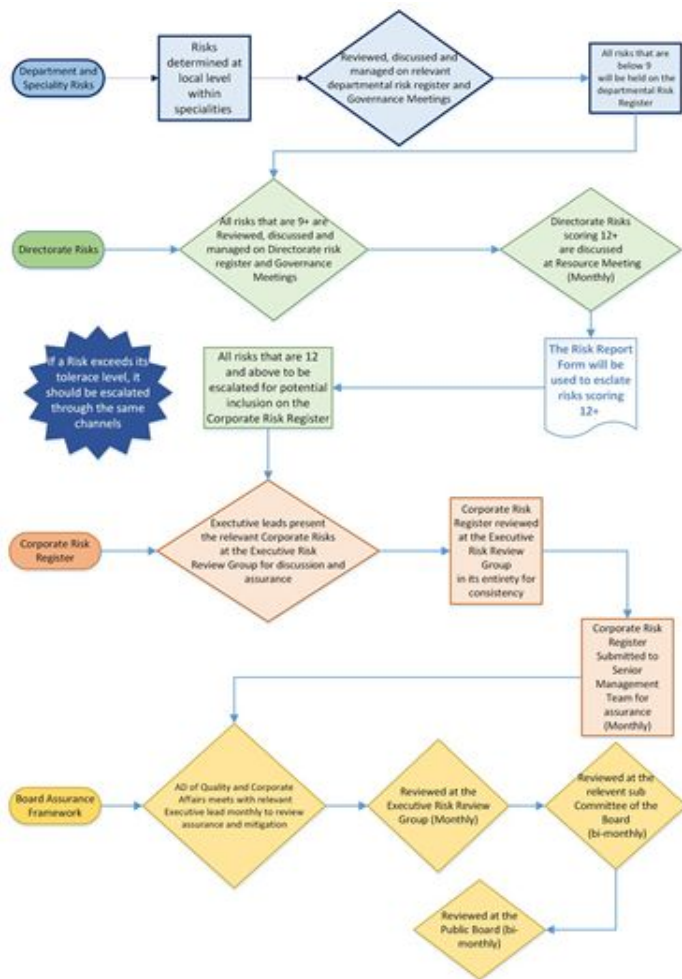 Department and
Speciality Risks
Risks
determined at
local level
within
specialities
Reviewed, discussed and
managed on relevant
departmental risk register and
Governance Meetings
All risks that are
below 9
will be held on the
departmental Risk
Register
Directorate Risks
All risks that are 9+ are
Reviewed, discussed and
managed on Directorate risk
register and Governance
Meetings
Directorate Risks
scoring 12+
are discussed
at Resource Meeting
(Monthly)
If a Risk exceeds its
tolerace level, it
should be escalated
through the same
channels
All risks that are 12
and above to be
escalated for potential
inclusion on the
Corporate Risk Register
The Risk Report
Form will be
used to esclate
risks scoring
12+
Corporate Risk
Register
Exectutive leads present
the relevant Corporate Risks
at the Executive Risk
Review Group for discussion and
assurance
Corporate Risk
Register reviewed
at the Executive
Risk Review
Group
in its entirety for
consistency
Corporate Risk
Register
Submitted to
Senior
Management
Team for
assurance
(Monthly)
Board Assurance
Framework
AD of Quality and Corporate
Affairs meets with relevant
Executive lead monthly to review
assurance and mitigation
Reviewed at the
Executive Risk Review
Group (Monthly)
Reviewed at the
relevent sub
Committee of the
Board
(bi-monthly)
Reviewed at the
Public Board (bi-
monthly)